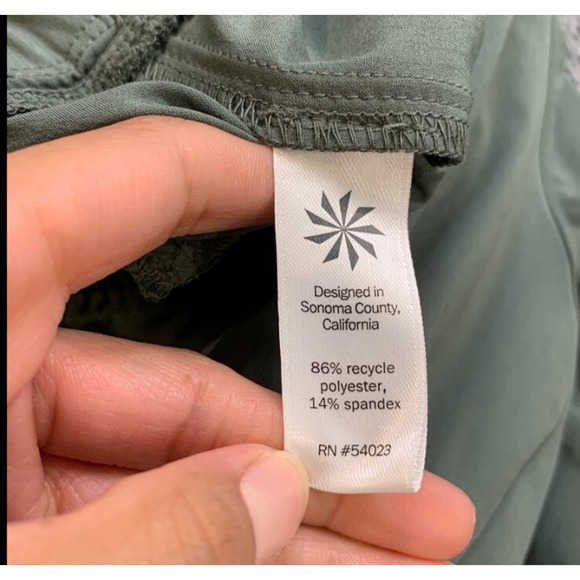 Designed in
Sonoma County,
California
86% recycle
polyester,
14% spandex
RN #54023